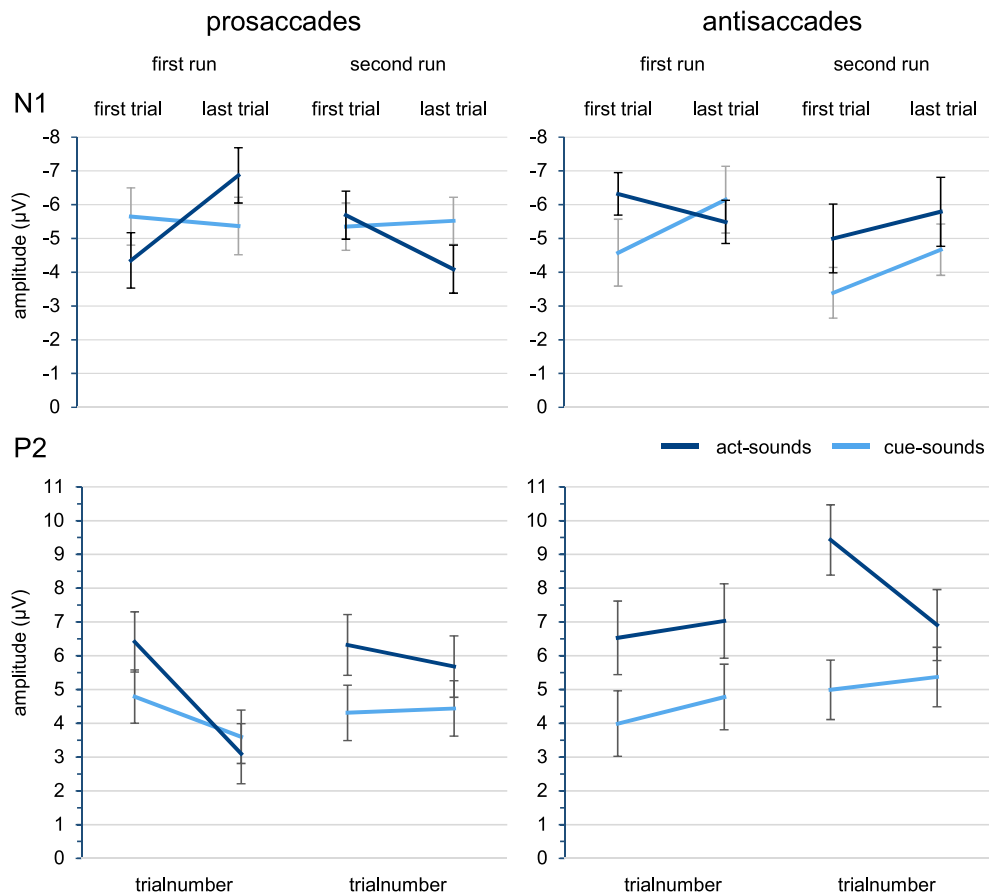 prosaccades antisaccades
first run second run first run second run
N1
first trial last trial first trial last trial first trial last trial first trial last trial
-8 -8
-7 -7
-6 -6
-5 -5
-4 -4
-3 -3
-2 -2
-1 -1
0 0
amplitude (µV)
P2
act-sounds cue-sounds
11 11
10 10
9 9
8 8
7 7
6 6
5 5
4 4
3 3
2 2
1 1
0 0
amplitude (µV)
trialnumber trialnumber trialnumber trialnumber